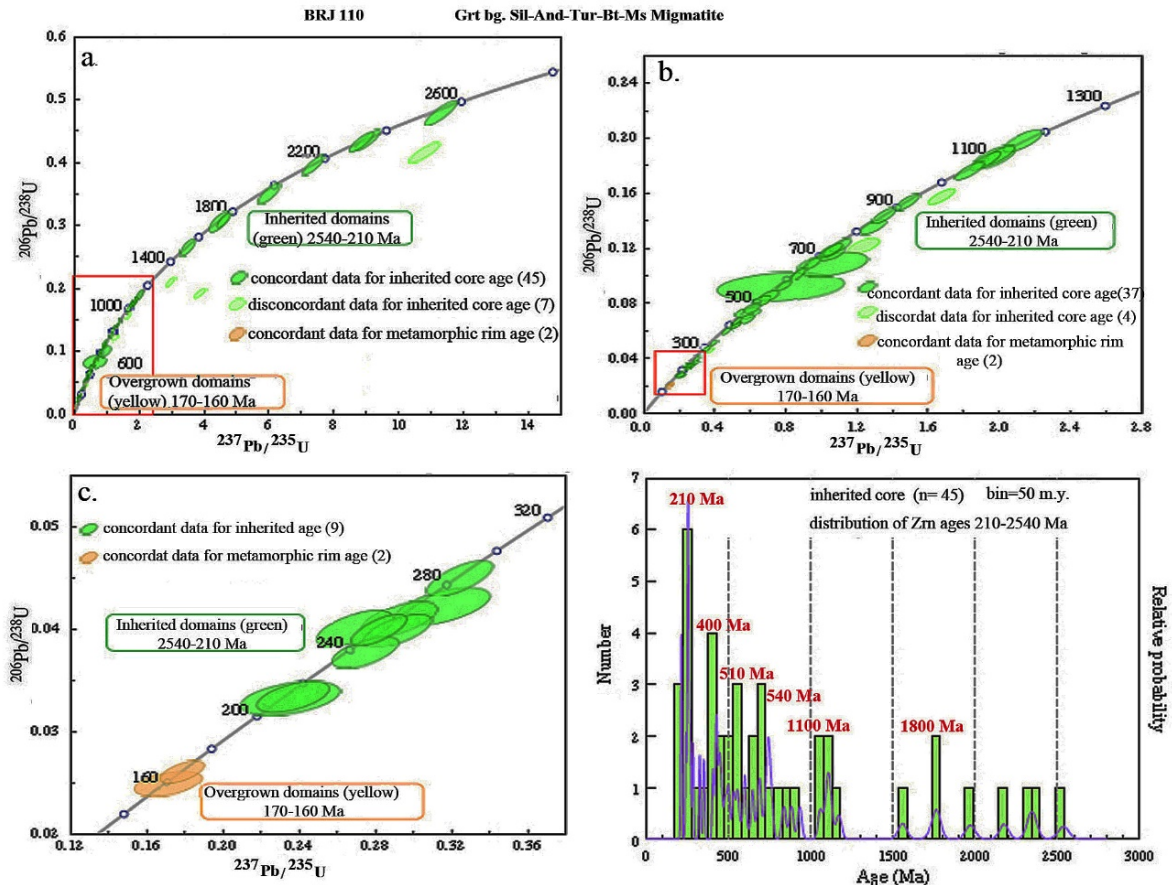 BRJ 110 Grt bg. Sil-And-Tur-Bt-Ms Migmatite
a.
0.6
0.5
0.4
0.3
0.2
0.1
0.0
206Pb/238U
2600
2200
1800
1400
1000
600
Inherited domains
(green) 2540-210 Ma
concordant data for inherited core age (45)
disconcordant data for inherited core age (7)
concordant data for metamorphic rim age (2)
Overgrown domains
(yellow) 170-160 Ma
0 2 4 6 8 10 12 14
237Pb/235U
b.
0.24
0.20
0.16
0.12
0.08
0.04
0.00
206Pb/238U
1300
1100
900
700
500
300
Inherited domains (green)
2540-210 Ma
concordant data for inherited core age(37)
discordat data for inherited core age (4)
concordant data for metamorphic rim
age (2)
Overgrown domains (yellow)
170-160 Ma
0.0 0.4 0.8 1.2 1.6 2.0 2.4 2.8
237Pb/235U
c.
0.05
0.04
0.03
0.02
206Pb/238U
320
280
240
200
160
concordant data for inherited age (9)
concordat data for metamorphic rim age (2)
Inherited domains (green)
2540-210 Ma
Overgrown domains (yellow)
170-160 Ma
0.12 0.16 0.20 0.24 0.28 0.32 0.36
237Pb/235U
7
6
5
4
3
2
1
0
Number
210 Ma
inherited core (n= 45) bin=50 m.y.
distribution of Zrn ages 210-2540 Ma
400 Ma
510 Ma
540 Ma
1100 Ma
1800 Ma
Relative probability
0 500 1000 1500 2000 2500 3000
Age (Ma)